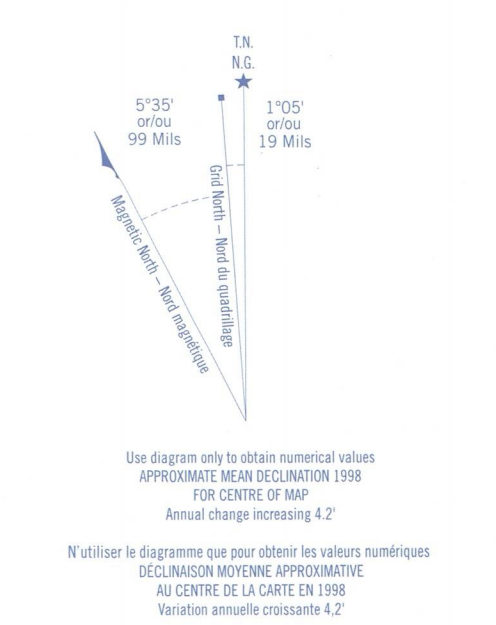 T.N.
N.G.
5°35'
or/ou
99 Mils
1°05'
or/ou
19 Mils
Magnetic North – Nord magnétique
Grid North – Nord du quadrillage
Use diagram only to obtain numerical values
APPROXIMATE MEAN DECLINATION 1998
FOR CENTRE OF MAP
Annual change increasing 4.2'
N'utiliser le diagramme que pour obtenir les valeurs numériques
DÉCLINAISON MOYENNE APPROXIMATIVE
AU CENTRE DE LA CARTE EN 1998
Variation annuelle croissante 4,2'